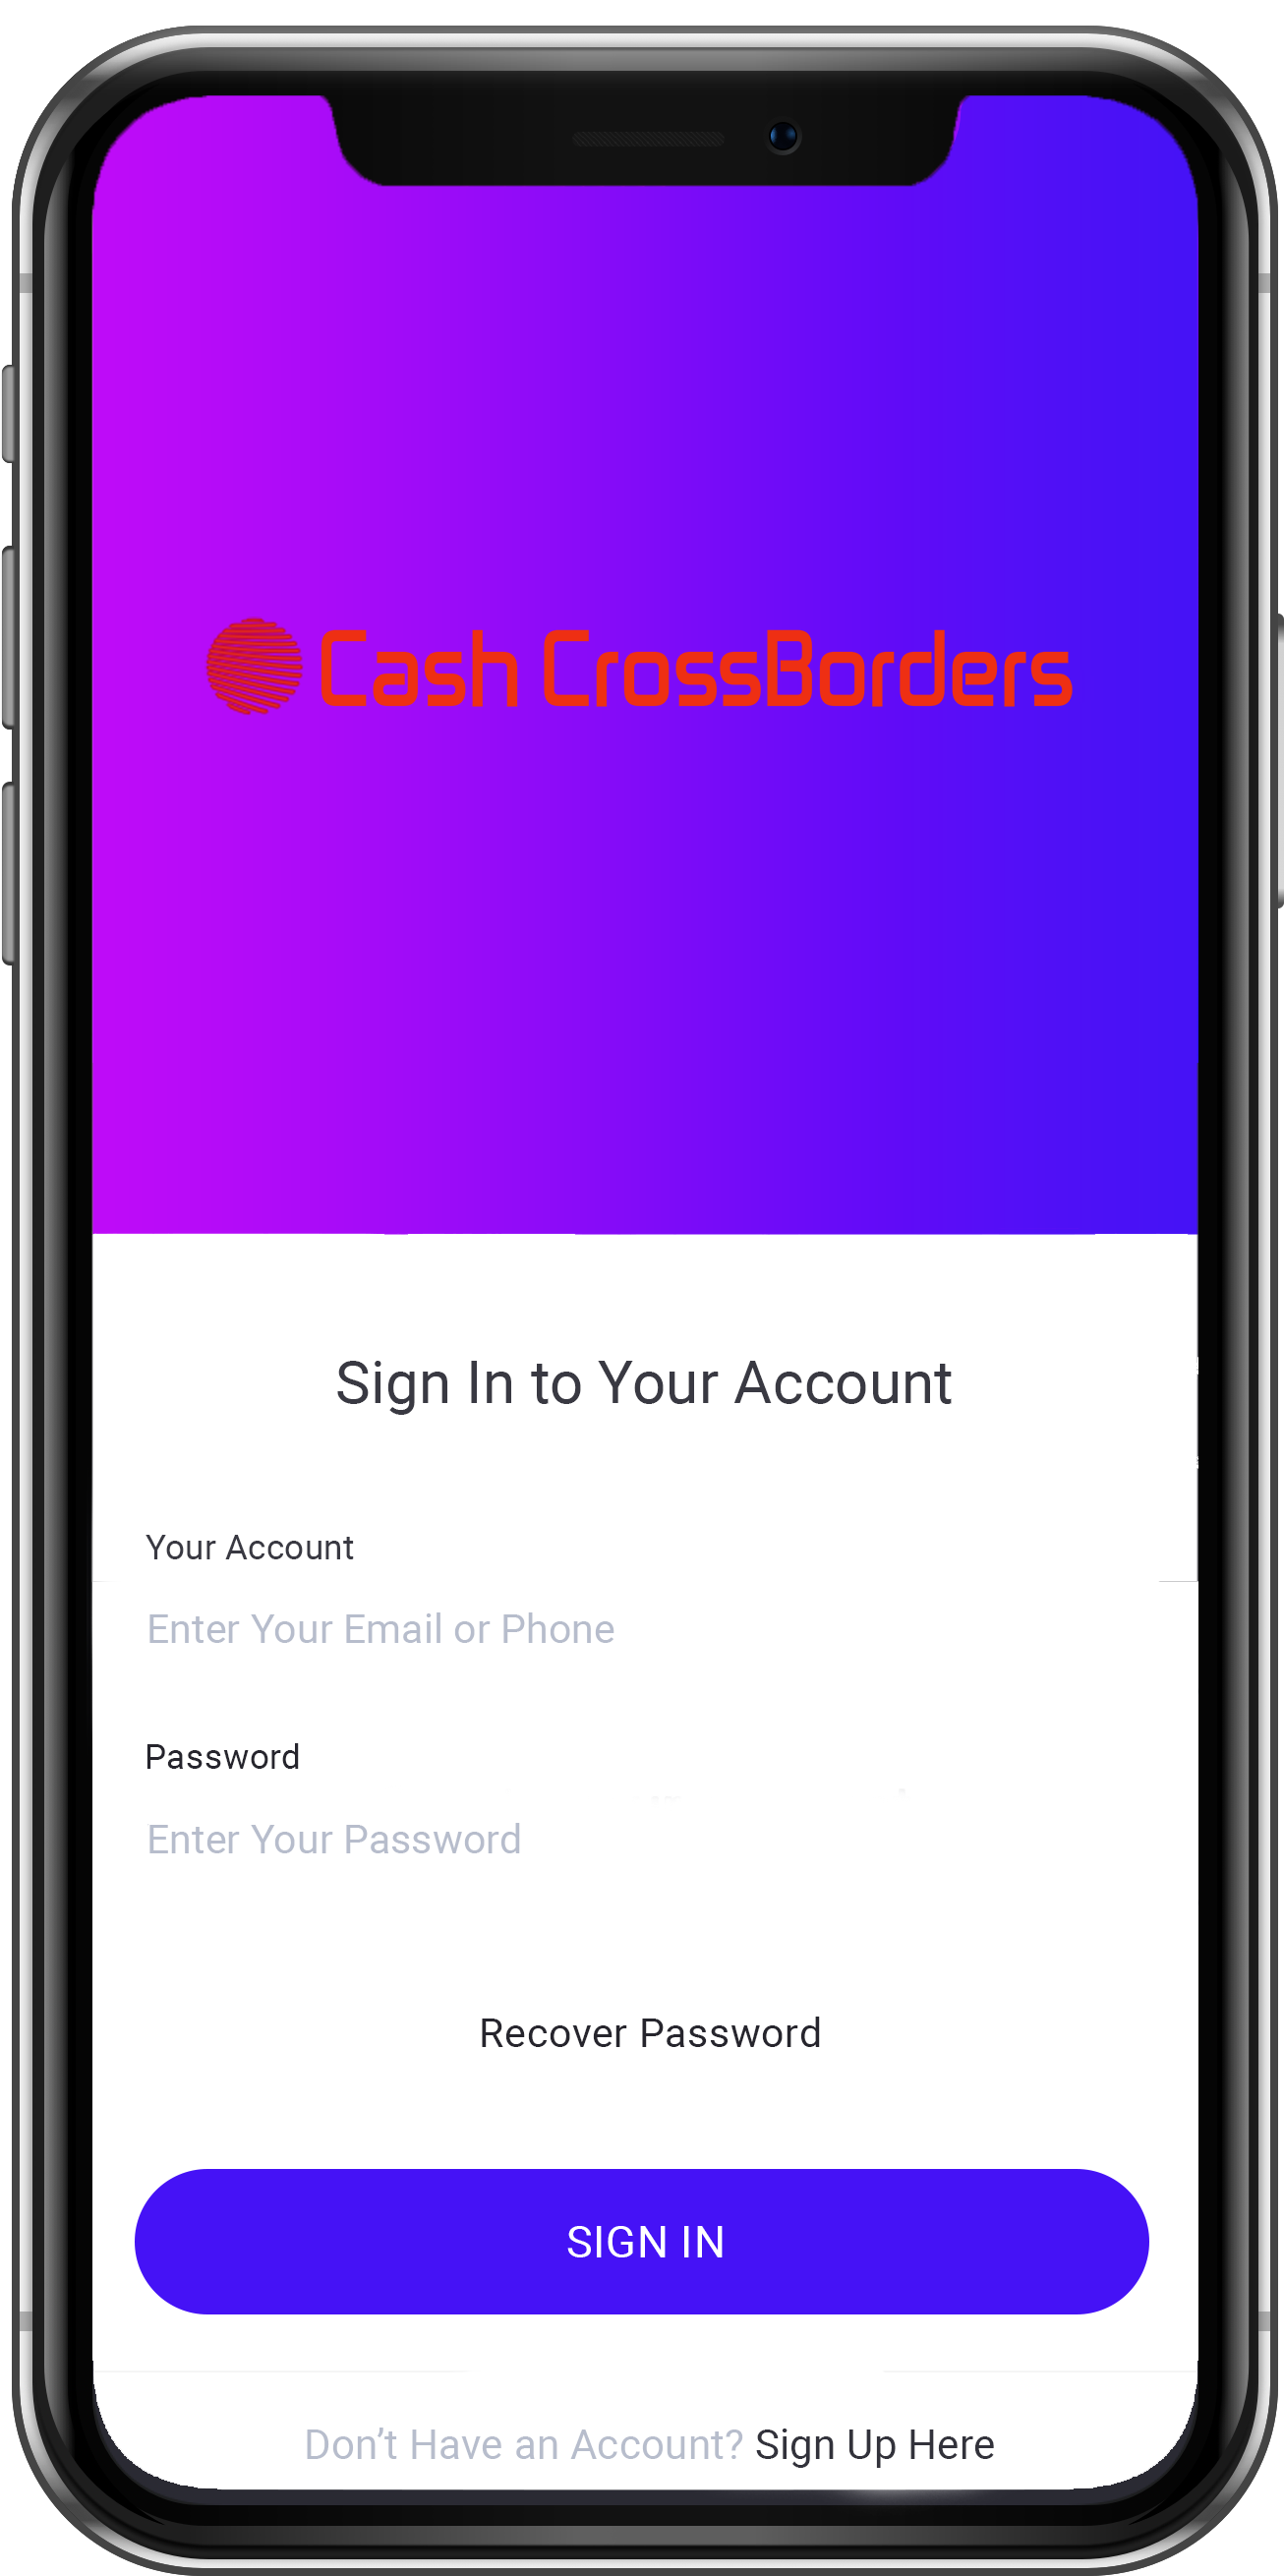 Cash CrossBorders
Sign In to Your Account
Your Account
Enter Your Email or Phone
Password
Enter Your Password
Recover Password
SIGN IN
Don’t Have an Account? Sign Up Here